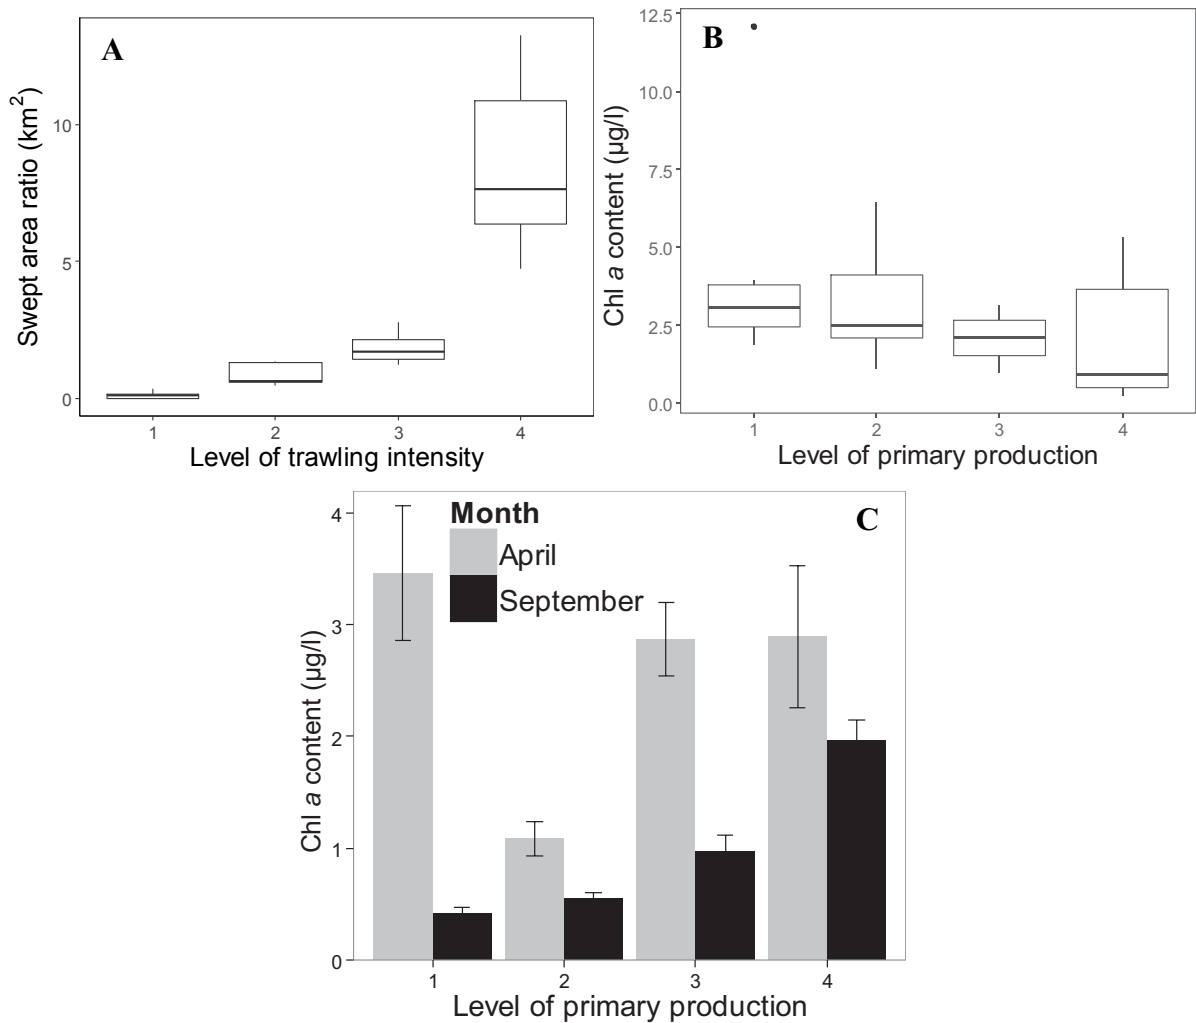 A
Swept area ratio (km²)
10
5
0
1 2 3 4
Level of trawling intensity
B
Chl a content (µg/l)
12.5
10.0
7.5
5.0
2.5
0.0
1 2 3 4
Level of primary production
C
Month
April
September
Chl a content (µg/l)
4
3
2
1
0
1 2 3 4
Level of primary production